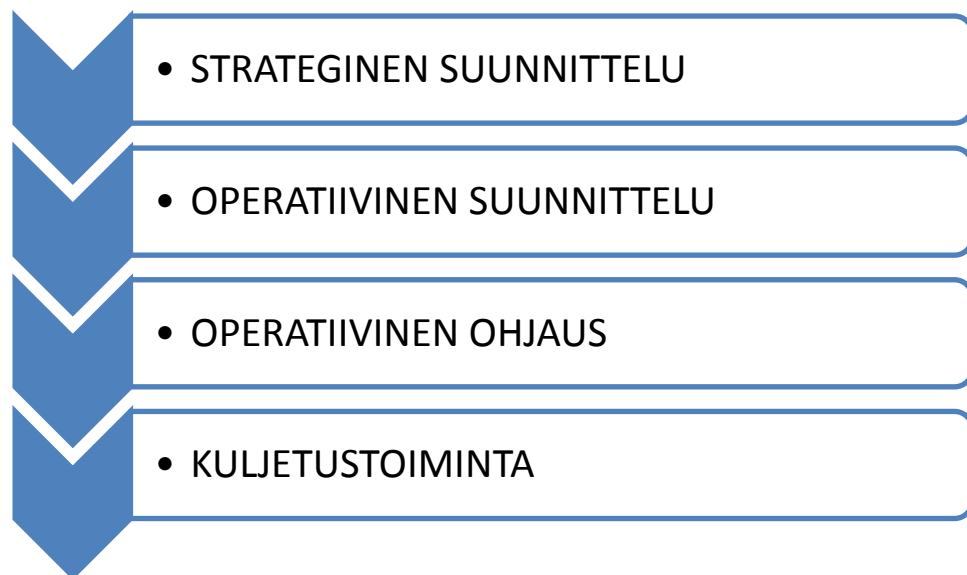 • STRATEGINEN SUUNNITTELU
• OPERATIIVINEN SUUNNITTELU
• OPERATIIVINEN OHJAUS
• KULJETUSTOIMINTA